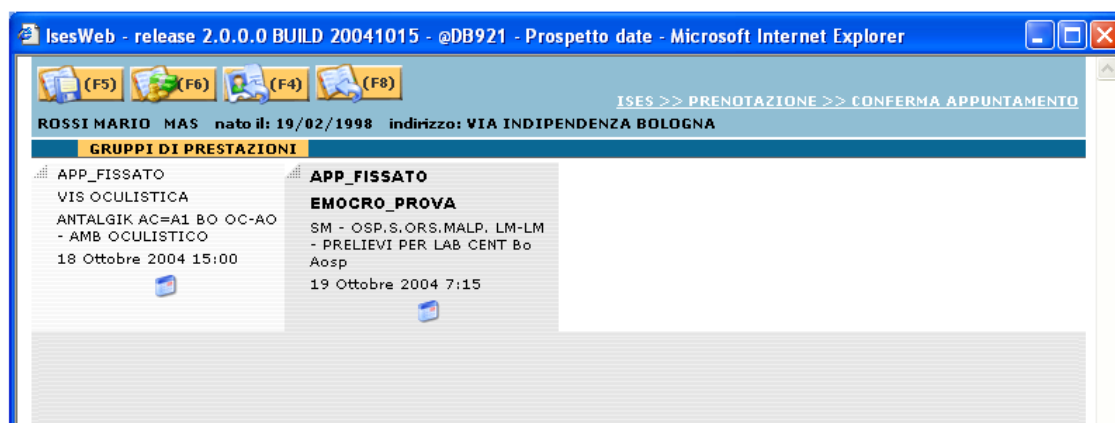 IsesWeb - release 2.0.0.0 BUILD 20041015 - @DB921 - Prospetto date - Microsoft Internet Explorer
(F5) (F6) (F4) (F8)
ISES >> PRENOTAZIONE >> CONFERMA APPUNTAMENTO
ROSSI MARIO MAS nato il: 19/02/1998 indirizzo: VIA INDIPENDENZA BOLOGNA
GRUPPI DI PRESTAZIONI
APP_FISSATO
VIS OCULISTICA
ANTALGIK AC=A1 BO OC-AO
- AMB OCULISTICO
18 Ottobre 2004 15:00
APP_FISSATO
EMOCRO_PROVA
SM - OSP.S.ORS.MALP. LM-LM
- PRELIEVI PER LAB CENT Bo
Aosp
19 Ottobre 2004 7:15